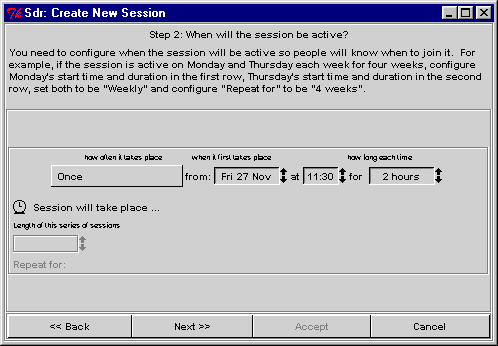 Sdr: Create New Session
Step 2: When will the session be active?
You need to configure when the session will be active so people will know when to join it. For
example, if the session is active on Monday and Thursday each week for four weeks, configure
Monday's start time and duration in the first row, Thursday's start time and duration in the second
row, set both to be "Weekly" and configure "Repeat for" to be "4 weeks".
how often it takes place when it first takes place how long each time
Once from: Fri 27 Nov at 11:30 for 2 hours
Session will take place ...
Length of this series of sessions
Repeat for:
<< Back Next >> Accept Cancel